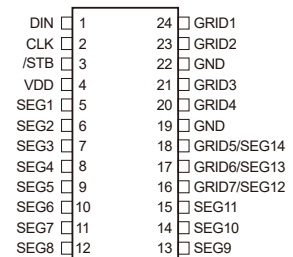 DIN 1 24 GRID1
CLK 2 23 GRID2
/STB 3 22 GND
VDD 4 21 GRID3
SEG1 5 20 GRID4
SEG2 6 19 GND
SEG3 7 18 GRID5/SEG14
SEG4 8 17 GRID6/SEG13
SEG5 9 16 GRID7/SEG12
SEG6 10 15 SEG11
SEG7 11 14 SEG10
SEG8 12 13 SEG9